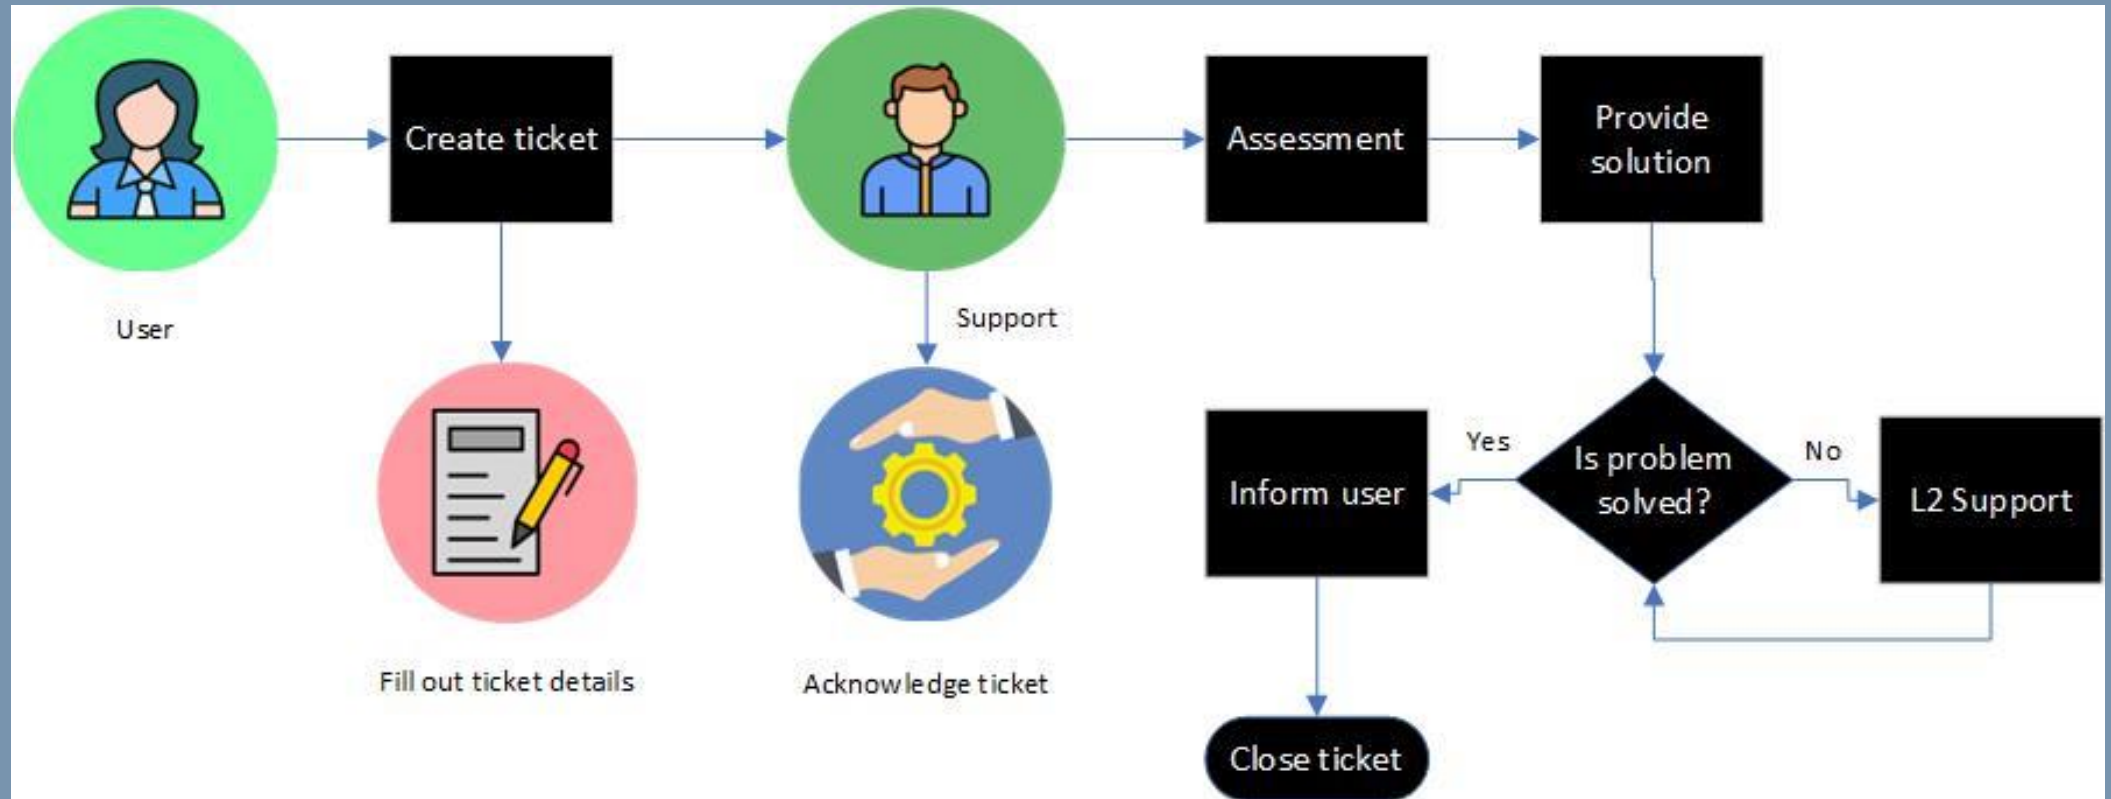 Create ticket
Assessment
Provide
solution
User
Support
Fill out ticket details
Acknowledge ticket
Inform user
Yes
Is problem
solved?
No
L2 Support
Close ticket